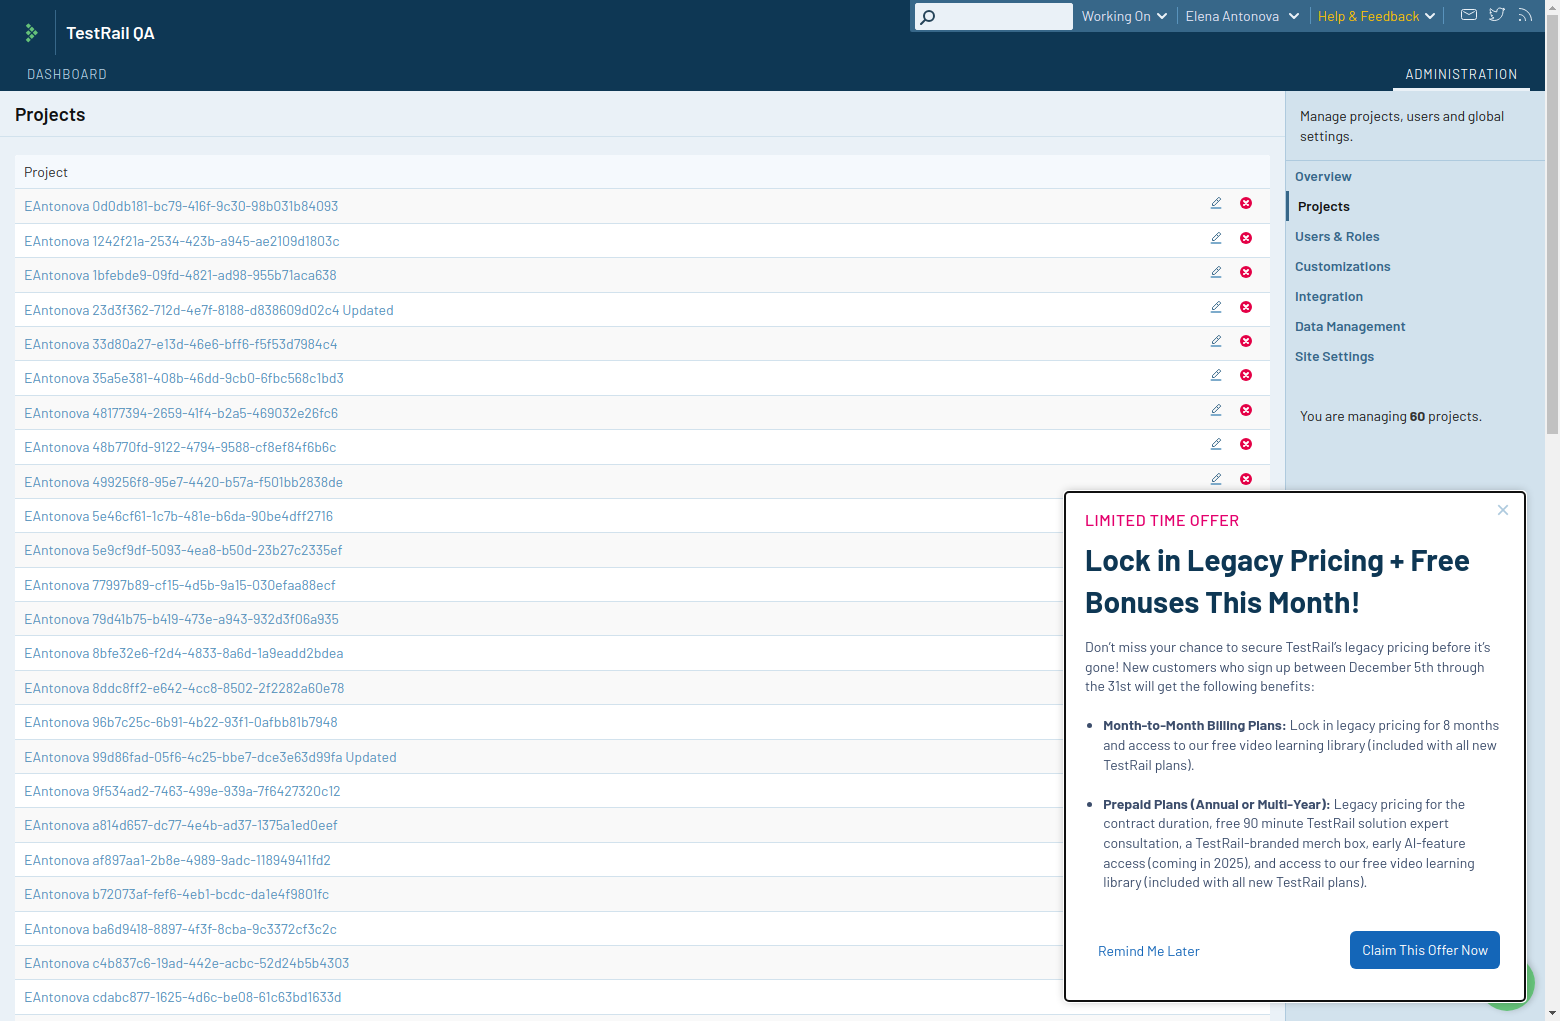 TestRail QA
Working On
Elena Antonova
Help & Feedback
DASHBOARD
ADMINISTRATION
Projects
Project
EAntonova 0d0db181-bc79-416f-9c30-98b031b84093
EAntonova 1242f21a-2534-423b-a945-ae2109d1803c
EAntonova 1bfebde9-09fd-4821-ad98-955b71aca638
EAntonova 23d3f362-712d-4e7f-8188-d838609d02c4 Updated
EAntonova 33d80a27-e13d-46e6-bff6-f5f53d7984c4
EAntonova 35a5e381-408b-46dd-9cb0-6fbc568c1bd3
EAntonova 48177394-2659-41f4-b2a5-469032e26fc6
EAntonova 48b770fd-9122-4794-9588-cf8ef84f6b6c
EAntonova 499256f8-95e7-4420-b57a-f501bb2838de
EAntonova 5e46cf61-1c7b-481e-b6da-90be4dff2716
EAntonova 5e9cf9df-5093-4ea8-b50d-23b27c2335ef
EAntonova 77997b89-cf15-4d5b-9a15-030efaa88ecf
EAntonova 79d41b75-b419-473e-a943-932d3f06a935
EAntonova 8bfe32e6-f2d4-4833-8a6d-1a9eadd2bdea
EAntonova 8ddc8ff2-e642-4cc8-8502-2f2282a60e78
EAntonova 96b7c25c-6b91-4b22-93f1-0afbb81b7948
EAntonova 99d86fad-05f6-4c25-bbe7-dce3e63d99fa Updated
EAntonova 9f534ad2-7463-499e-939a-7f6427320c12
EAntonova a814d657-dc77-4e4b-ad37-1375a1ed0eef
EAntonova af897aa1-2b8e-4989-9adc-118949411fd2
EAntonova b72073af-fef6-4eb1-bcdc-da1e4f9801fc
EAntonova ba6d9418-8897-4f3f-8cba-9c3372cf3c2c
EAntonova c4b837c6-19ad-442e-acbc-52d24b5b4303
EAntonova cdabc877-1625-4d6c-be08-61c63bd1633d
Manage projects, users and global
settings.
Overview
Projects
Users & Roles
Customizations
Integration
Data Management
Site Settings
You are managing 60 projects.
LIMITED TIME OFFER
Lock in Legacy Pricing + Free
Bonuses This Month!
Don't miss your chance to secure TestRail's legacy pricing before it's
gone! New customers who sign up between December 5th through
the 31st will get the following benefits:
• Month-to-Month Billing Plans: Lock in legacy pricing for 8 months
and access to our free video learning library (included with all new
TestRail plans).
• Prepaid Plans (Annual or Multi-Year): Legacy pricing for the
contract duration, free 90 minute TestRail solution expert
consultation, a TestRail-branded merch box, early AI-feature
access (coming in 2025), and access to our free video learning
library (included with all new TestRail plans).
Remind Me Later
Claim This Offer Now